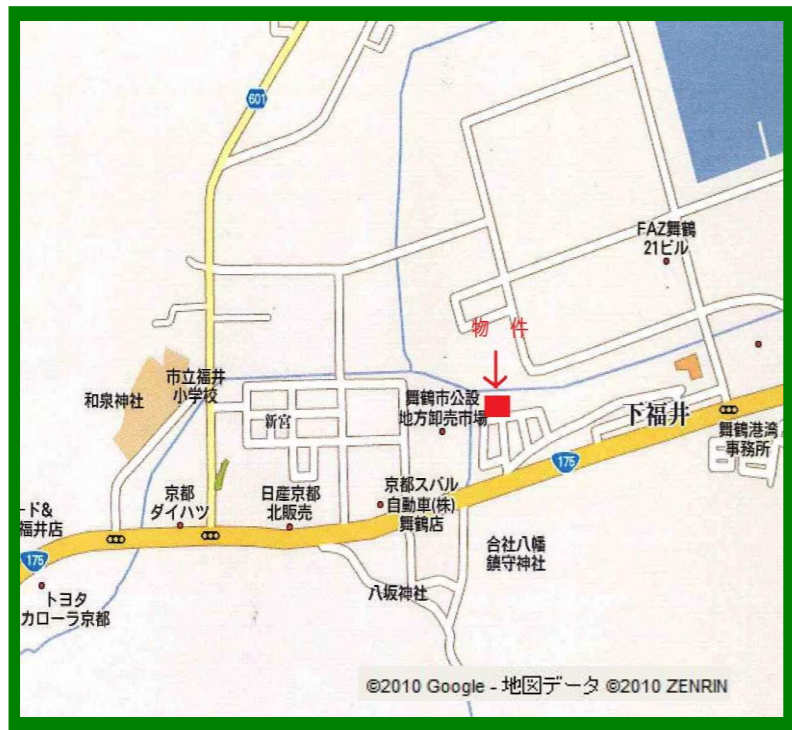 601
FAZ舞鶴
21ビル
物 件
市立福井
小学校
和泉神社
舞鶴市公設
地方卸売市場
新宮
下福井
舞鶴港湾
事務所
175
京都
ダイハツ
日産京都
北販売
京都スバル
自動車(株)
舞鶴店
ード&
福井店
175
合社八幡
鎮守神社
八坂神社
トヨタ
カローラ京都
©2010 Google - 地図データ ©2010 ZENRIN